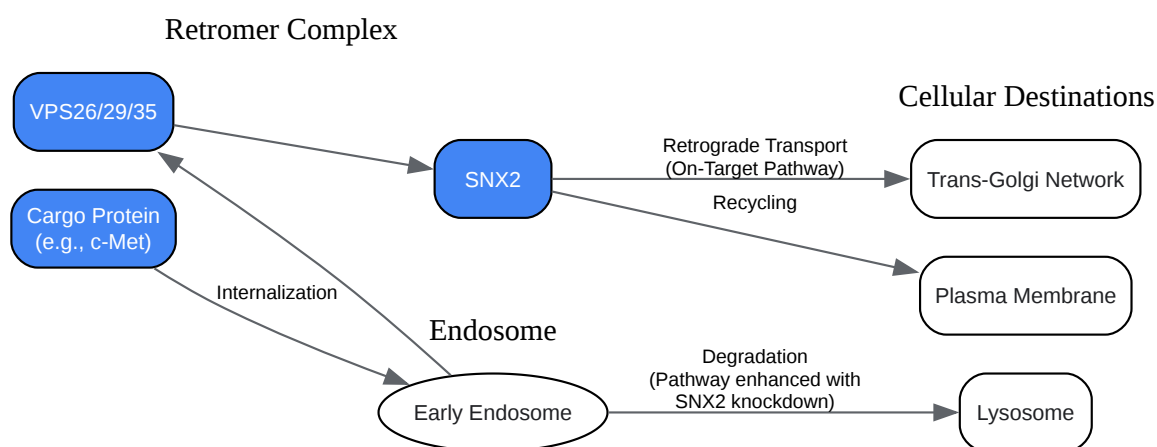 Retromer Complex
VPS26/29/35
Cellular Destinations
Retrograde Transport
(On-Target Pathway)
SNX2
Trans-Golgi Network
Recycling
Cargo Protein
(e.g., c-Met)
Internalization
Plasma Membrane
Endosome
Degradation
(Pathway enhanced with
SNX2 knockdown)
Early Endosome
Lysosome